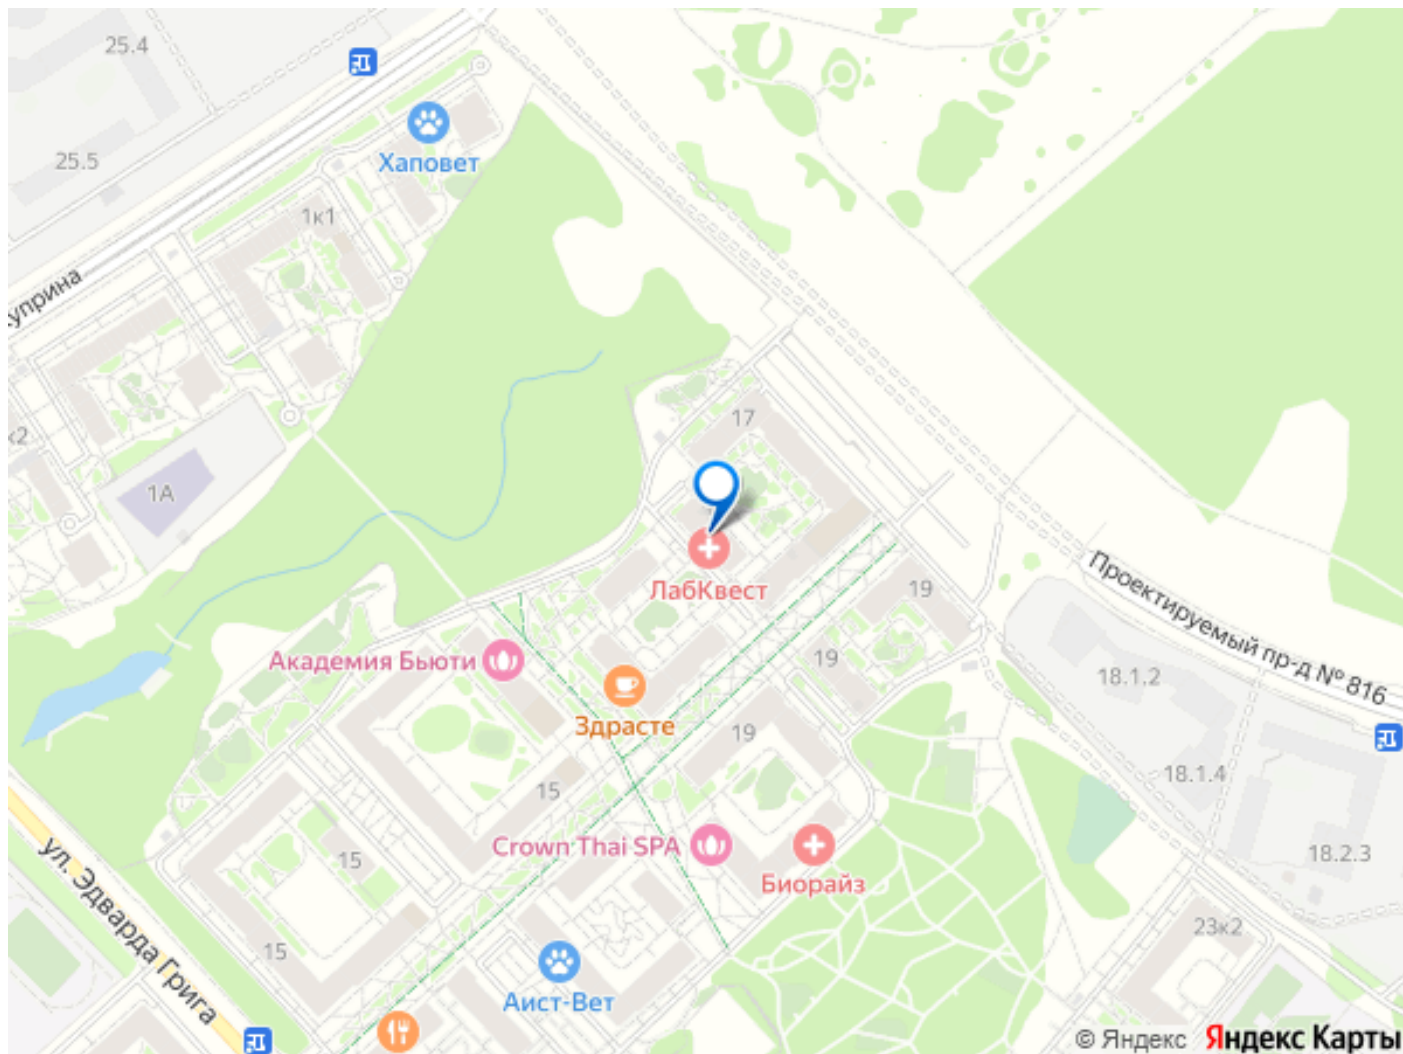 25.4
25.5
Хаповет
1к1
уприна
к2
1А
17
ЛабКвест
19
Проектируемый пр-д № 816
Академия Бьюти
19
18.1.2
Здрасте
19
18.1.4
15
Crown Thai SPA
15
18.2.3
Биорайз
ул. Эдварда Грига
15
23к2
Аист-Вет
© Яндекс Яндекс Карты